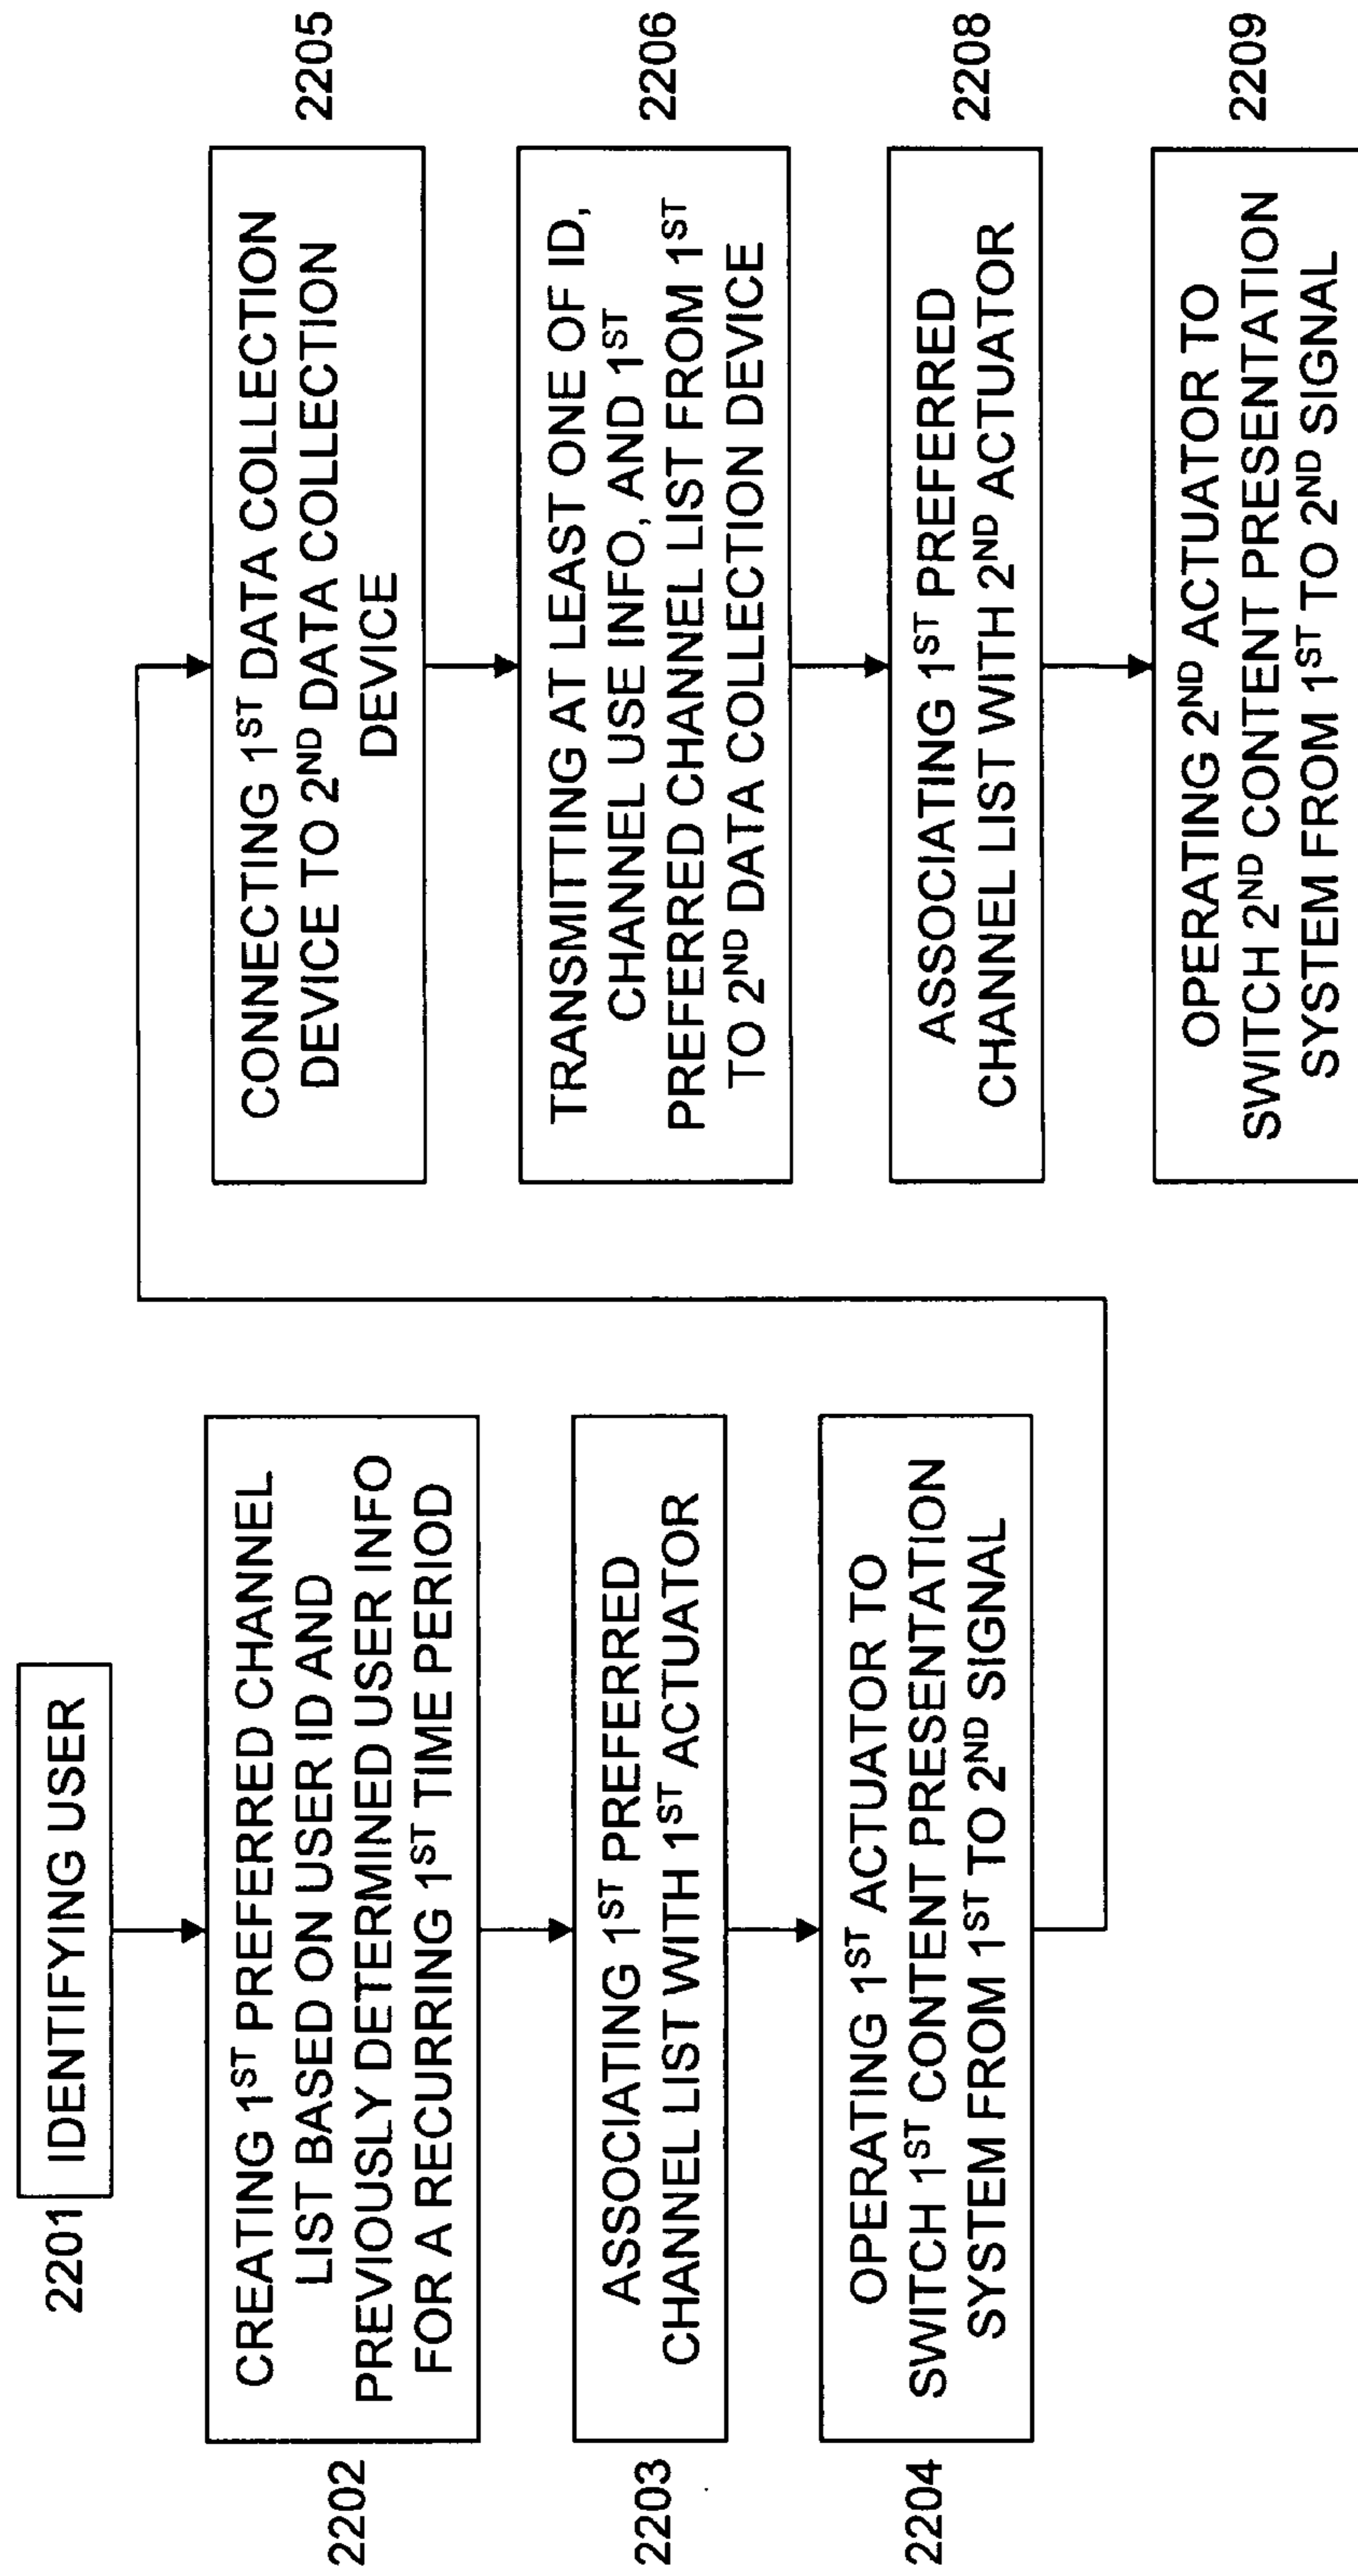 2201
IDENTIFYING USER
2202
CREATING 1ST PREFERRED CHANNEL
LIST BASED ON USER ID AND
PREVIOUSLY DETERMINED USER INFO
FOR A RECURRING 1ST TIME PERIOD
2203
ASSOCIATING 1ST PREFERRED
CHANNEL LIST WITH 1ST ACTUATOR
2204
OPERATING 1ST ACTUATOR TO
SWITCH 1ST CONTENT PRESENTATION
SYSTEM FROM 1ST TO 2ND SIGNAL
CONNECTING 1ST DATA COLLECTION
DEVICE TO 2ND DATA COLLECTION
DEVICE
2205
TRANSMITTING AT LEAST ONE OF ID,
CHANNEL USE INFO, AND 1ST
PREFERRED CHANNEL LIST FROM 1ST
TO 2ND DATA COLLECTION DEVICE
2206
ASSOCIATING 1ST PREFERRED
CHANNEL LIST WITH 2ND ACTUATOR
2208
OPERATING 2ND ACTUATOR TO
SWITCH 2ND CONTENT PRESENTATION
SYSTEM FROM 1ST TO 2ND SIGNAL
2209